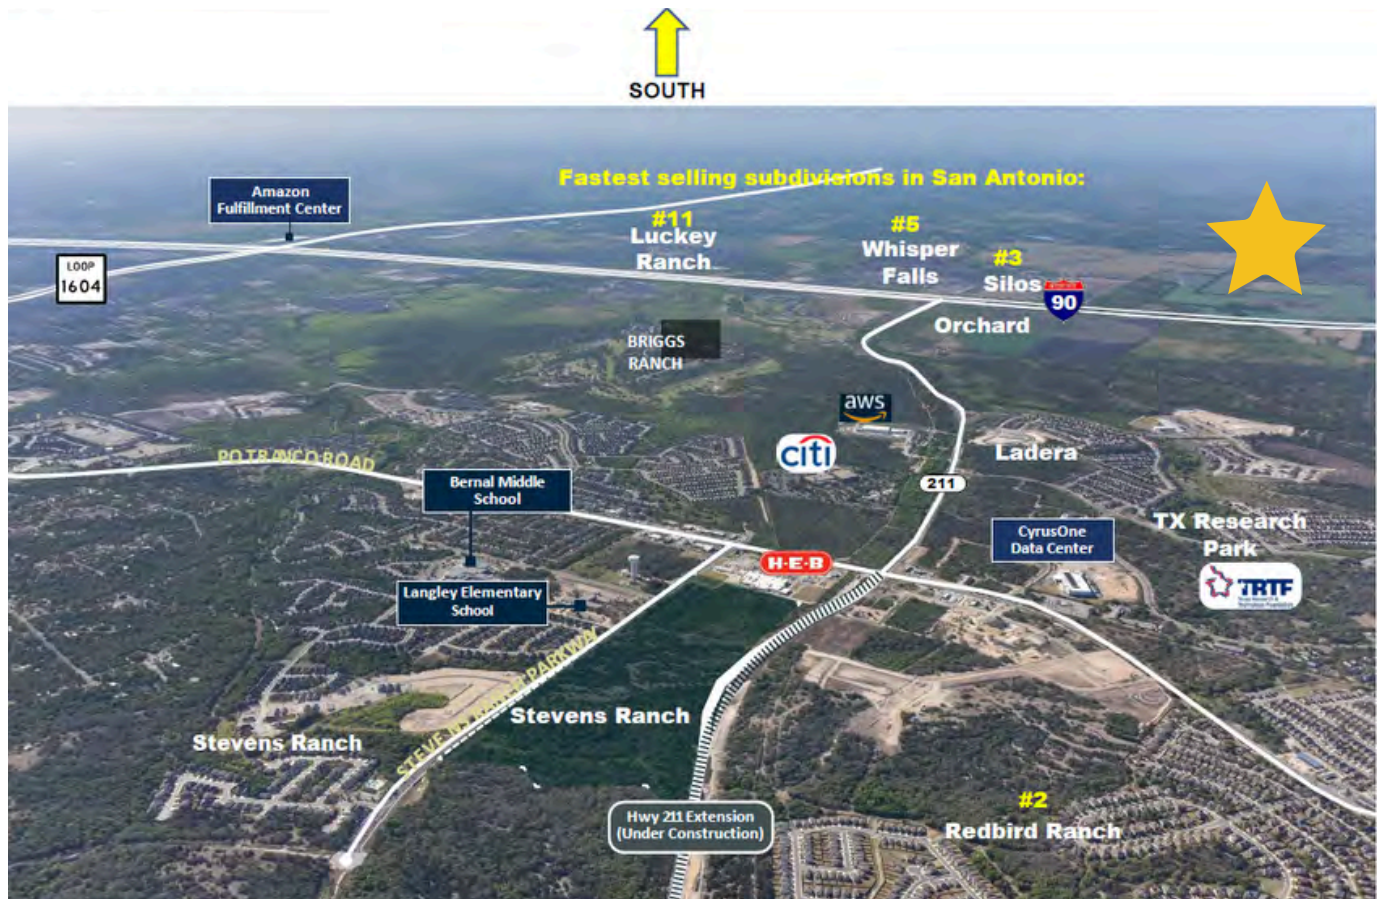 SOUTH
Fastest selling subdivisions in San Antonio:
Amazon
Fulfillment Center
LOOP
1604
#11
Luckey
Ranch
#5
Whisper
Falls
#3
Silos
90
Orchard
BRIGGS
RANCH
aws
citi
POTRANCO ROAD
Ladera
211
Bernal Middle
School
CyrusOne
Data Center
TX Research
Park
TRTF
H-E-B
Langley Elementary
School
Stevens Ranch
Stevens Ranch
Hwy 211 Extension
(Under Construction)
#2
Redbird Ranch